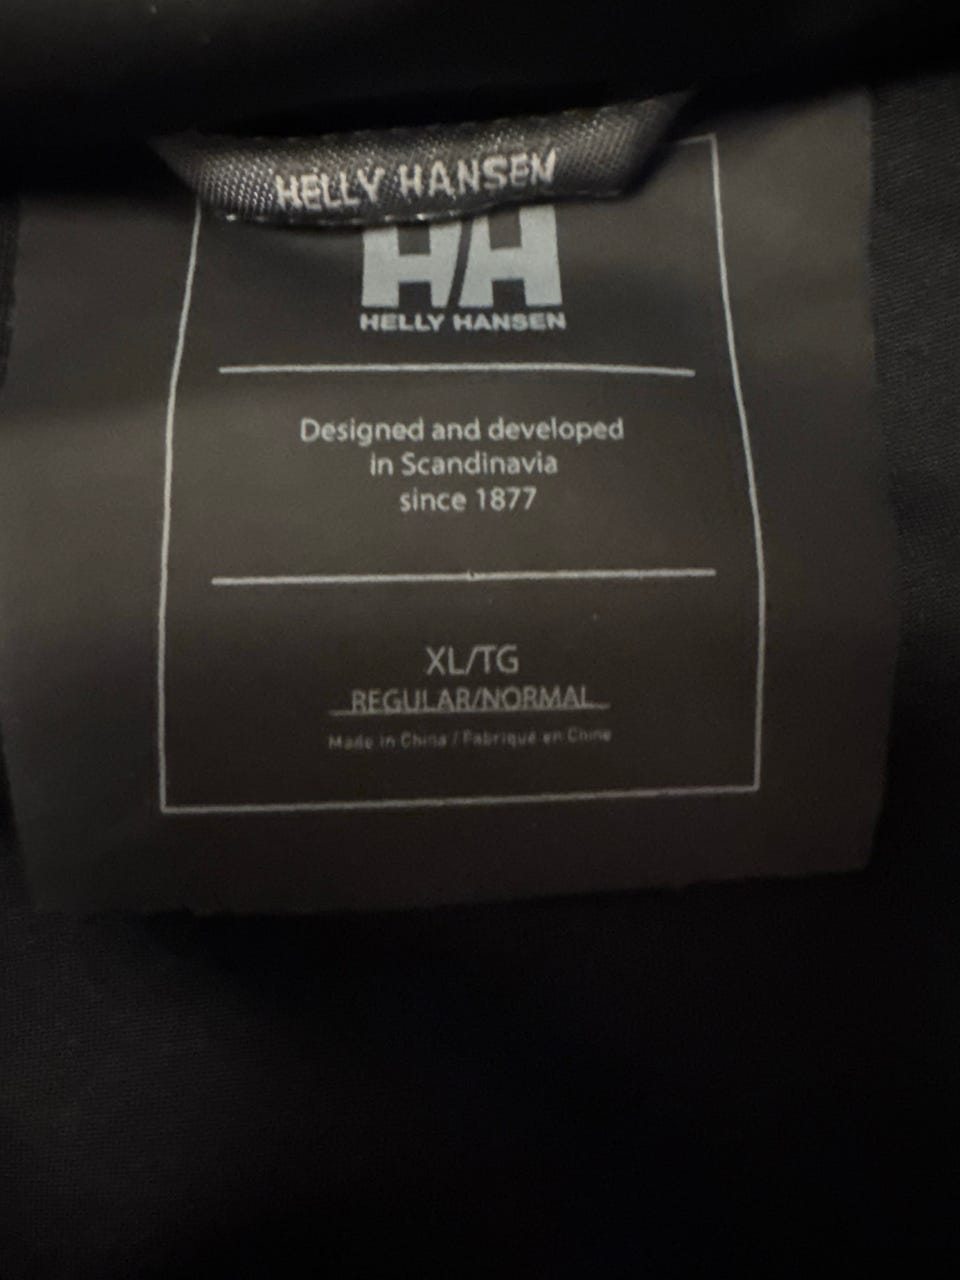 HELLY HANSEN
HH
HELLY HANSEN
Designed and developed
in Scandinavia
since 1877
XL/TG
REGULAR/NORMAL
Made in China / Fabriqué en Chine